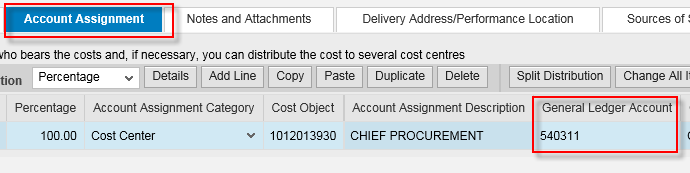 Account Assignment Notes and Attachments Delivery Address/Performance Location Sources of S
who bears the costs and, if necessary, you can distribute the cost to several cost centres
tion Percentage Details Add Line Copy Paste Duplicate Delete Split Distribution Change All It
Percentage Account Assignment Category Cost Object Account Assignment Description General Ledger Account
100.00 Cost Center 1012013930 CHIEF PROCUREMENT 540311